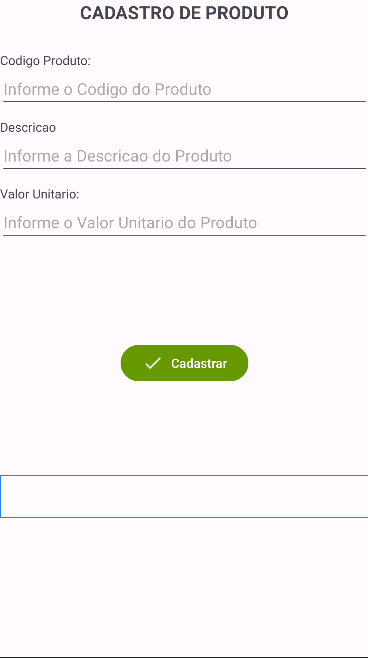 CADASTRO DE PRODUTO
Codigo Produto:
Informe o Codigo do Produto
Descricao
Informe a Descricao do Produto
Valor Unitario:
Informe o Valor Unitario do Produto
Cadastrar